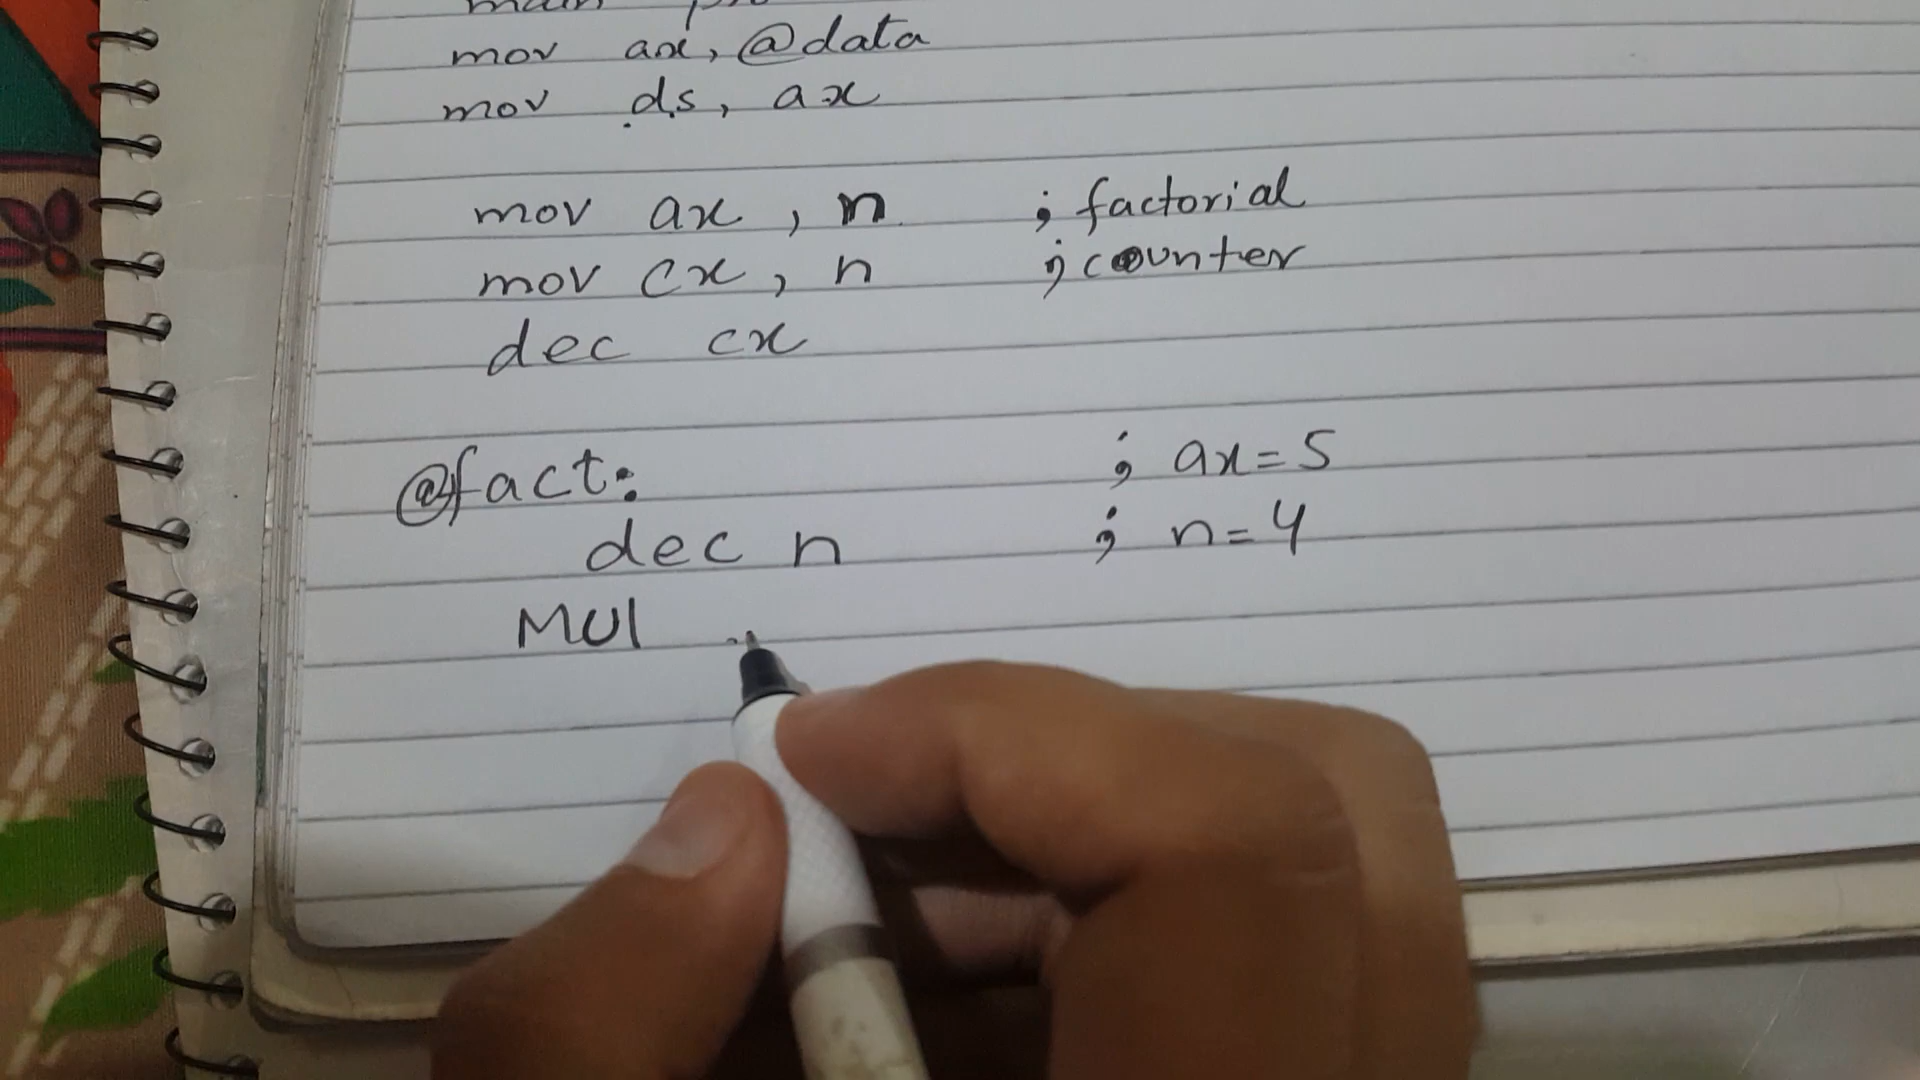 main
mov ax, @data
mov ds, ax
mov ax, n ; factorial
mov cx, n ; counter
dec cx
@fact: ; ax = 5
dec n ; n = 4
MUl